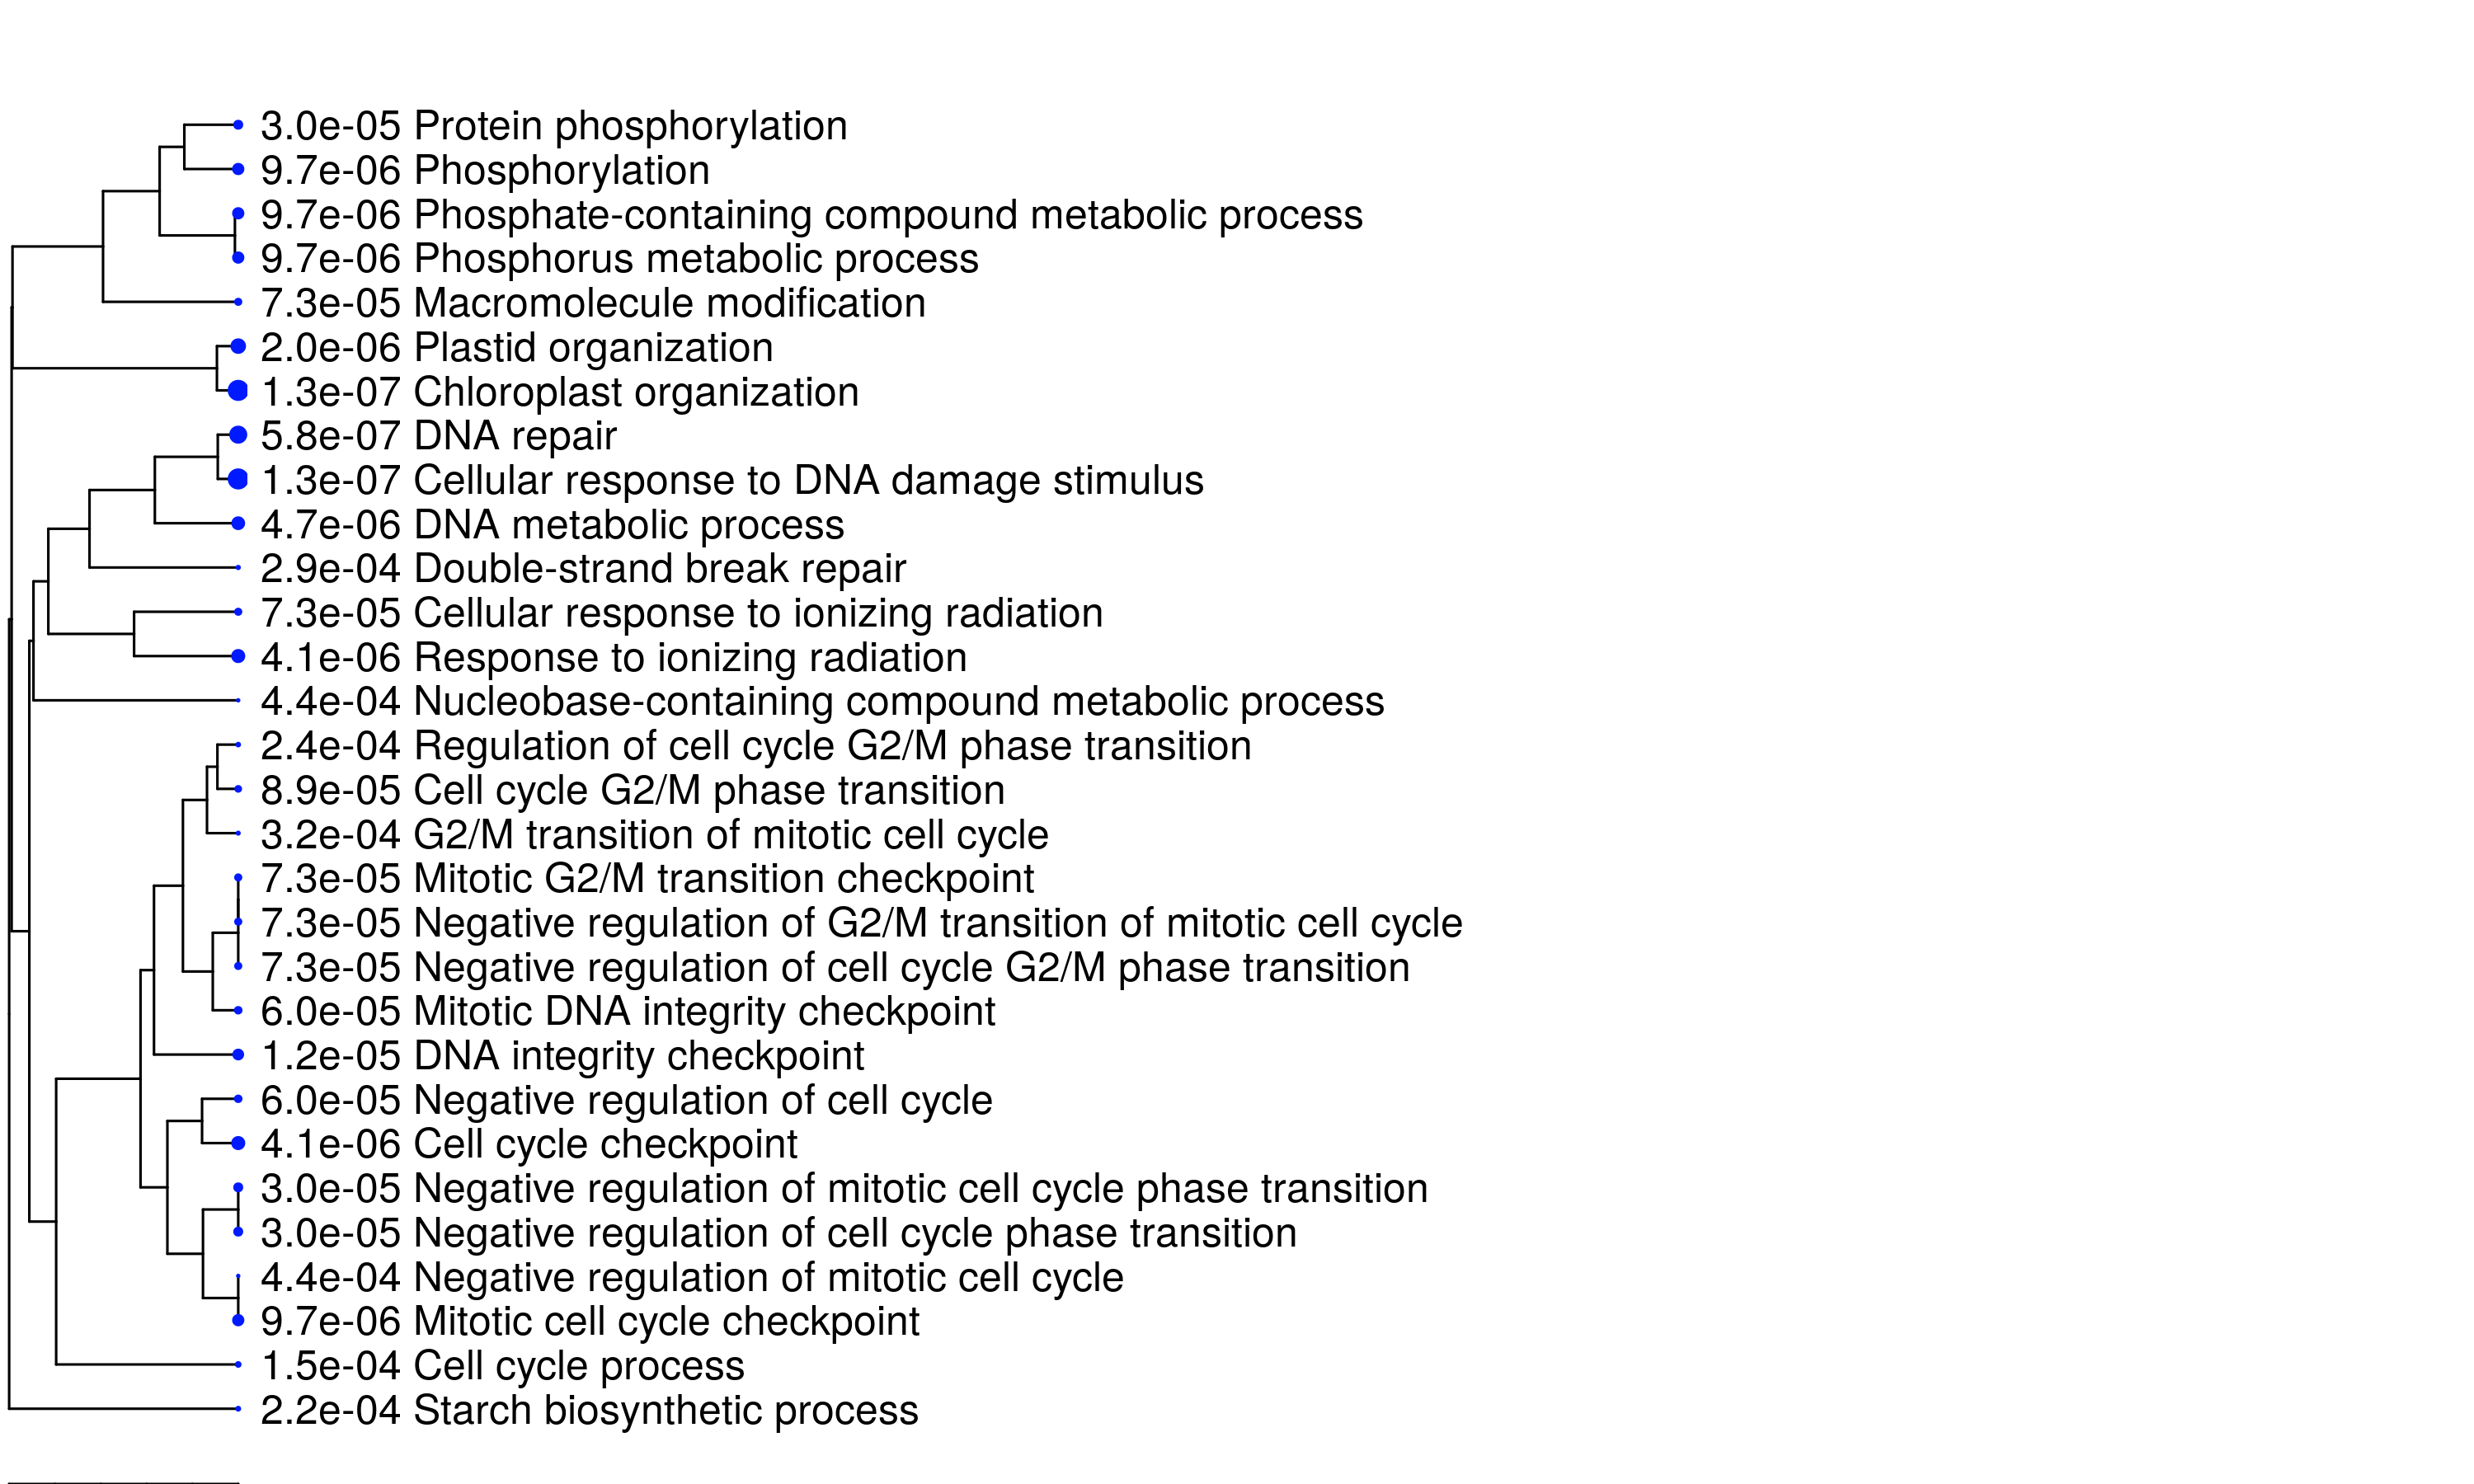 3.0e-05 Protein phosphorylation
9.7e-06 Phosphorylation
9.7e-06 Phosphate-containing compound metabolic process
9.7e-06 Phosphorus metabolic process
7.3e-05 Macromolecule modification
2.0e-06 Plastid organization
1.3e-07 Chloroplast organization
5.8e-07 DNA repair
1.3e-07 Cellular response to DNA damage stimulus
4.7e-06 DNA metabolic process
2.9e-04 Double-strand break repair
7.3e-05 Cellular response to ionizing radiation
4.1e-06 Response to ionizing radiation
4.4e-04 Nucleobase-containing compound metabolic process
2.4e-04 Regulation of cell cycle G2/M phase transition
8.9e-05 Cell cycle G2/M phase transition
3.2e-04 G2/M transition of mitotic cell cycle
7.3e-05 Mitotic G2/M transition checkpoint
7.3e-05 Negative regulation of G2/M transition of mitotic cell cycle
7.3e-05 Negative regulation of cell cycle G2/M phase transition
6.0e-05 Mitotic DNA integrity checkpoint
1.2e-05 DNA integrity checkpoint
6.0e-05 Negative regulation of cell cycle
4.1e-06 Cell cycle checkpoint
3.0e-05 Negative regulation of mitotic cell cycle phase transition
3.0e-05 Negative regulation of cell cycle phase transition
4.4e-04 Negative regulation of mitotic cell cycle
9.7e-06 Mitotic cell cycle checkpoint
1.5e-04 Cell cycle process
2.2e-04 Starch biosynthetic process